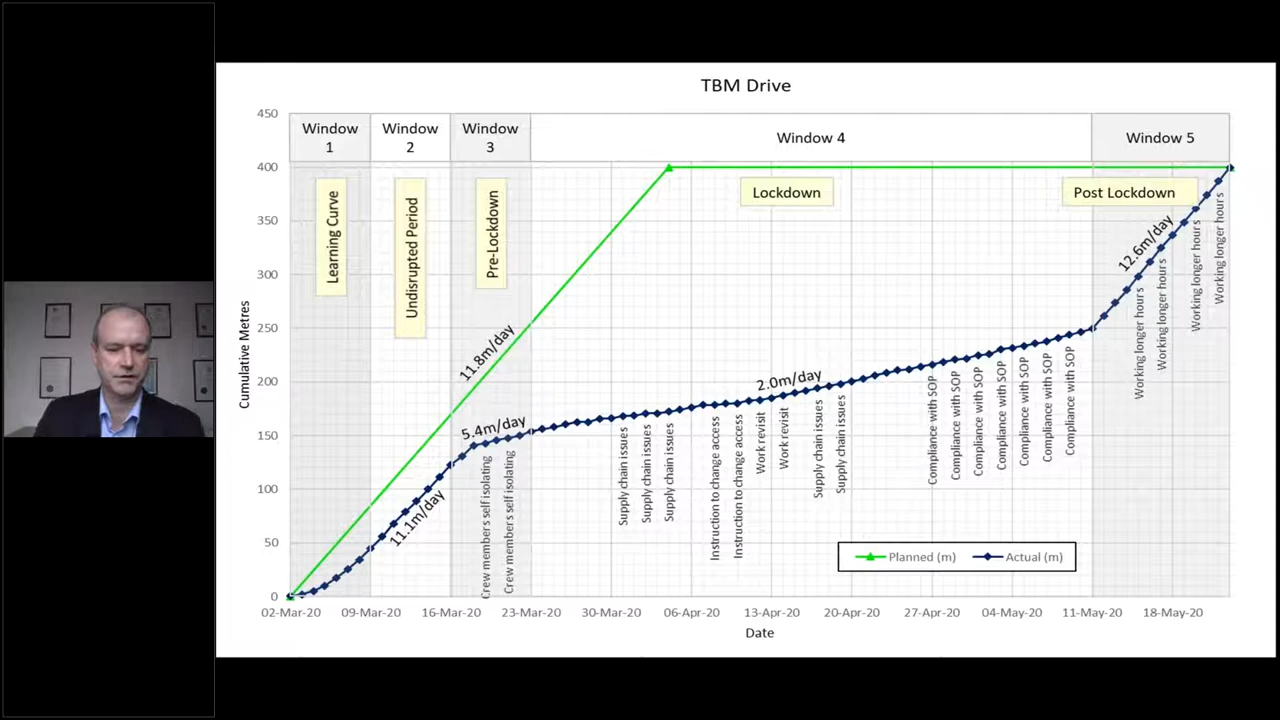 TBM Drive
450
400
350
300
250
200
150
100
50
0
Cumulative Metres
Window
1
Window
2
Window
3
Window 4
Window 5
Learning Curve
Undisrupted Period
Pre-Lockdown
Lockdown
Post Lockdown
11.8m/day
11.1m/day
5.4m/day
2.0m/day
12.6m/day
Crew members self isolating
Crew members self isolating
Supply chain issues
Supply chain issues
Supply chain issues
Instruction to change access
Instruction to change access
Work revisit
Work revisit
Supply chain issues
Supply chain issues
Compliance with SOP
Compliance with SOP
Compliance with SOP
Compliance with SOP
Compliance with SOP
Compliance with SOP
Compliance with SOP
Working longer hours
Working longer hours
Working longer hours
Working longer hours
Planned (m)
Actual (m)
02-Mar-20
09-Mar-20
16-Mar-20
23-Mar-20
30-Mar-20
06-Apr-20
13-Apr-20
20-Apr-20
27-Apr-20
04-May-20
11-May-20
18-May-20
Date